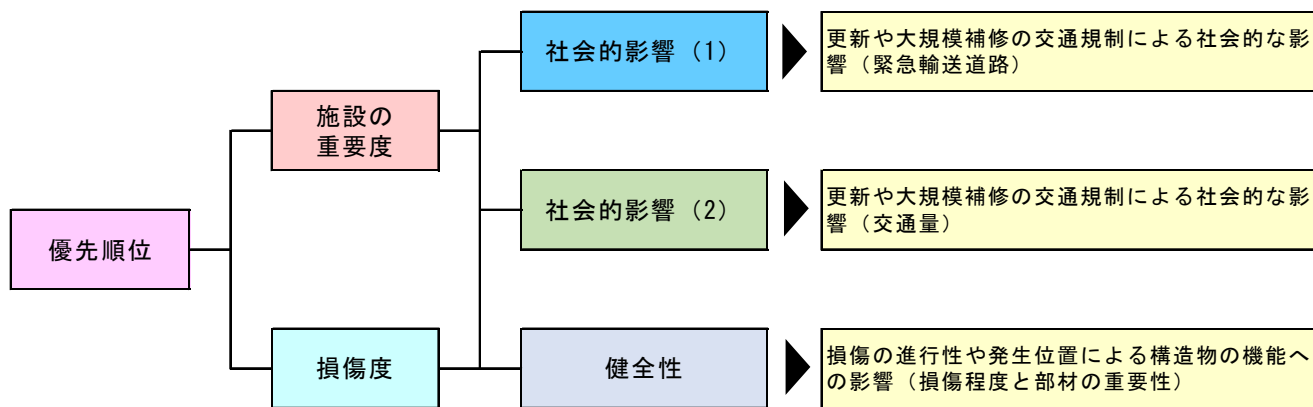 優先順位
施設の
重要度
損傷度
社会的影響（1）
更新や大規模補修の交通規制による社会的な影
響（緊急輸送道路）
社会的影響（2）
更新や大規模補修の交通規制による社会的な影
響（交通量）
健全性
損傷の進行性や発生位置による構造物の機能へ
の影響（損傷程度と部材の重要性）